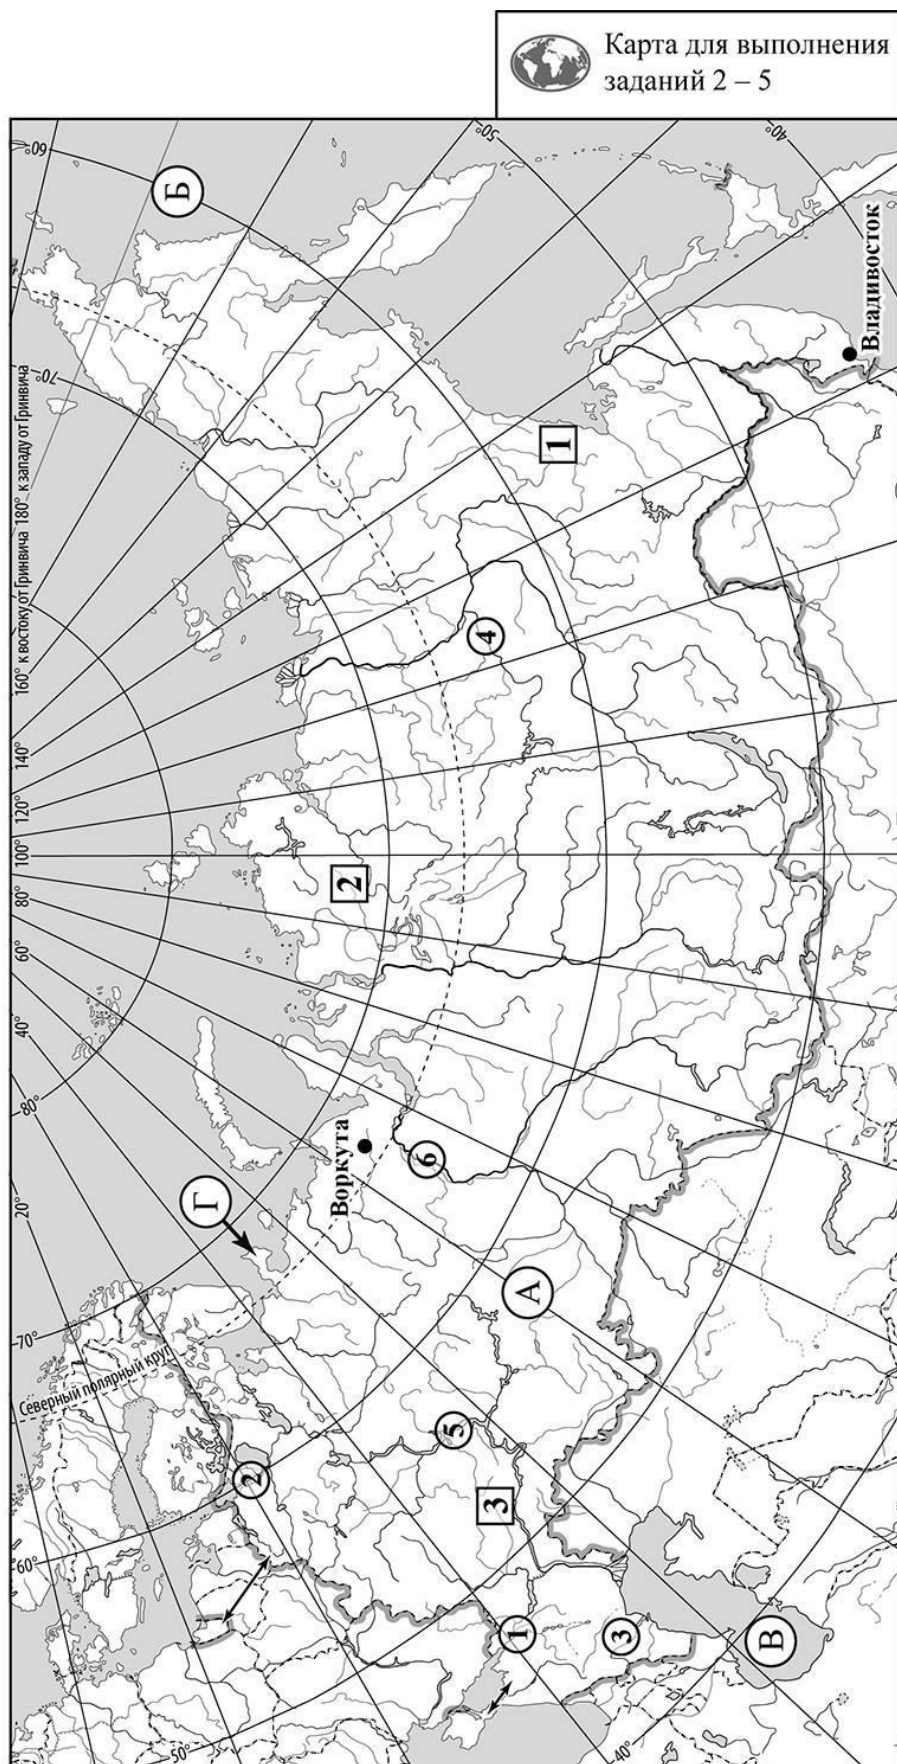 Карта для выполнения
заданий 2 – 5
60°
Б
50°
40°
70°
160° к востоку от Гринвича 180° к западу от Гринвича
140°
120°
100°
80°
60°
40°
20°
80°
70°
60°
50°
40°
Северный полярный круг
Владивосток
Воркута
1
2
3
4
6
5
2
1
3
А
Г
В